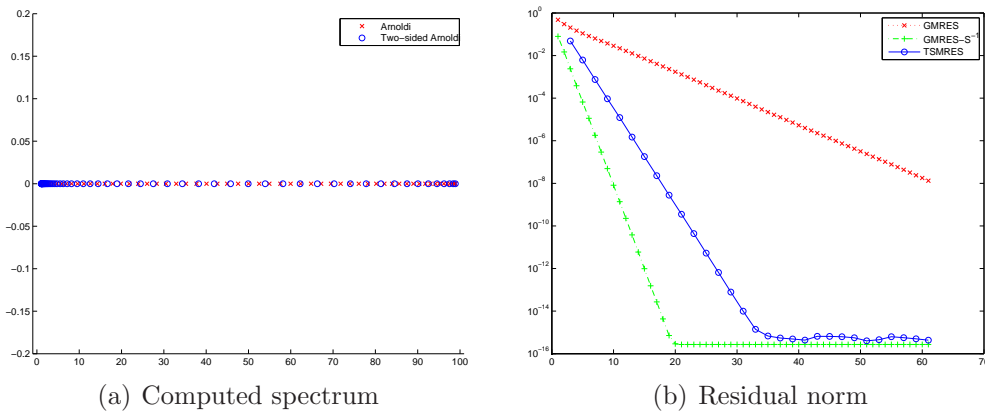 0.2
0.15
0.1
0.05
0
−0.05
−0.1
−0.15
−0.2
0 10 20 30 40 50 60 70 80 90 100
Arnoldi
Two-sided Arnold
(a) Computed spectrum
10^0
10^−2
10^−4
10^−6
10^−8
10^−10
10^−12
10^−14
10^−16
0 10 20 30 40 50 60 70
GMRES
GMRES−S^−1
TSMRES
(b) Residual norm